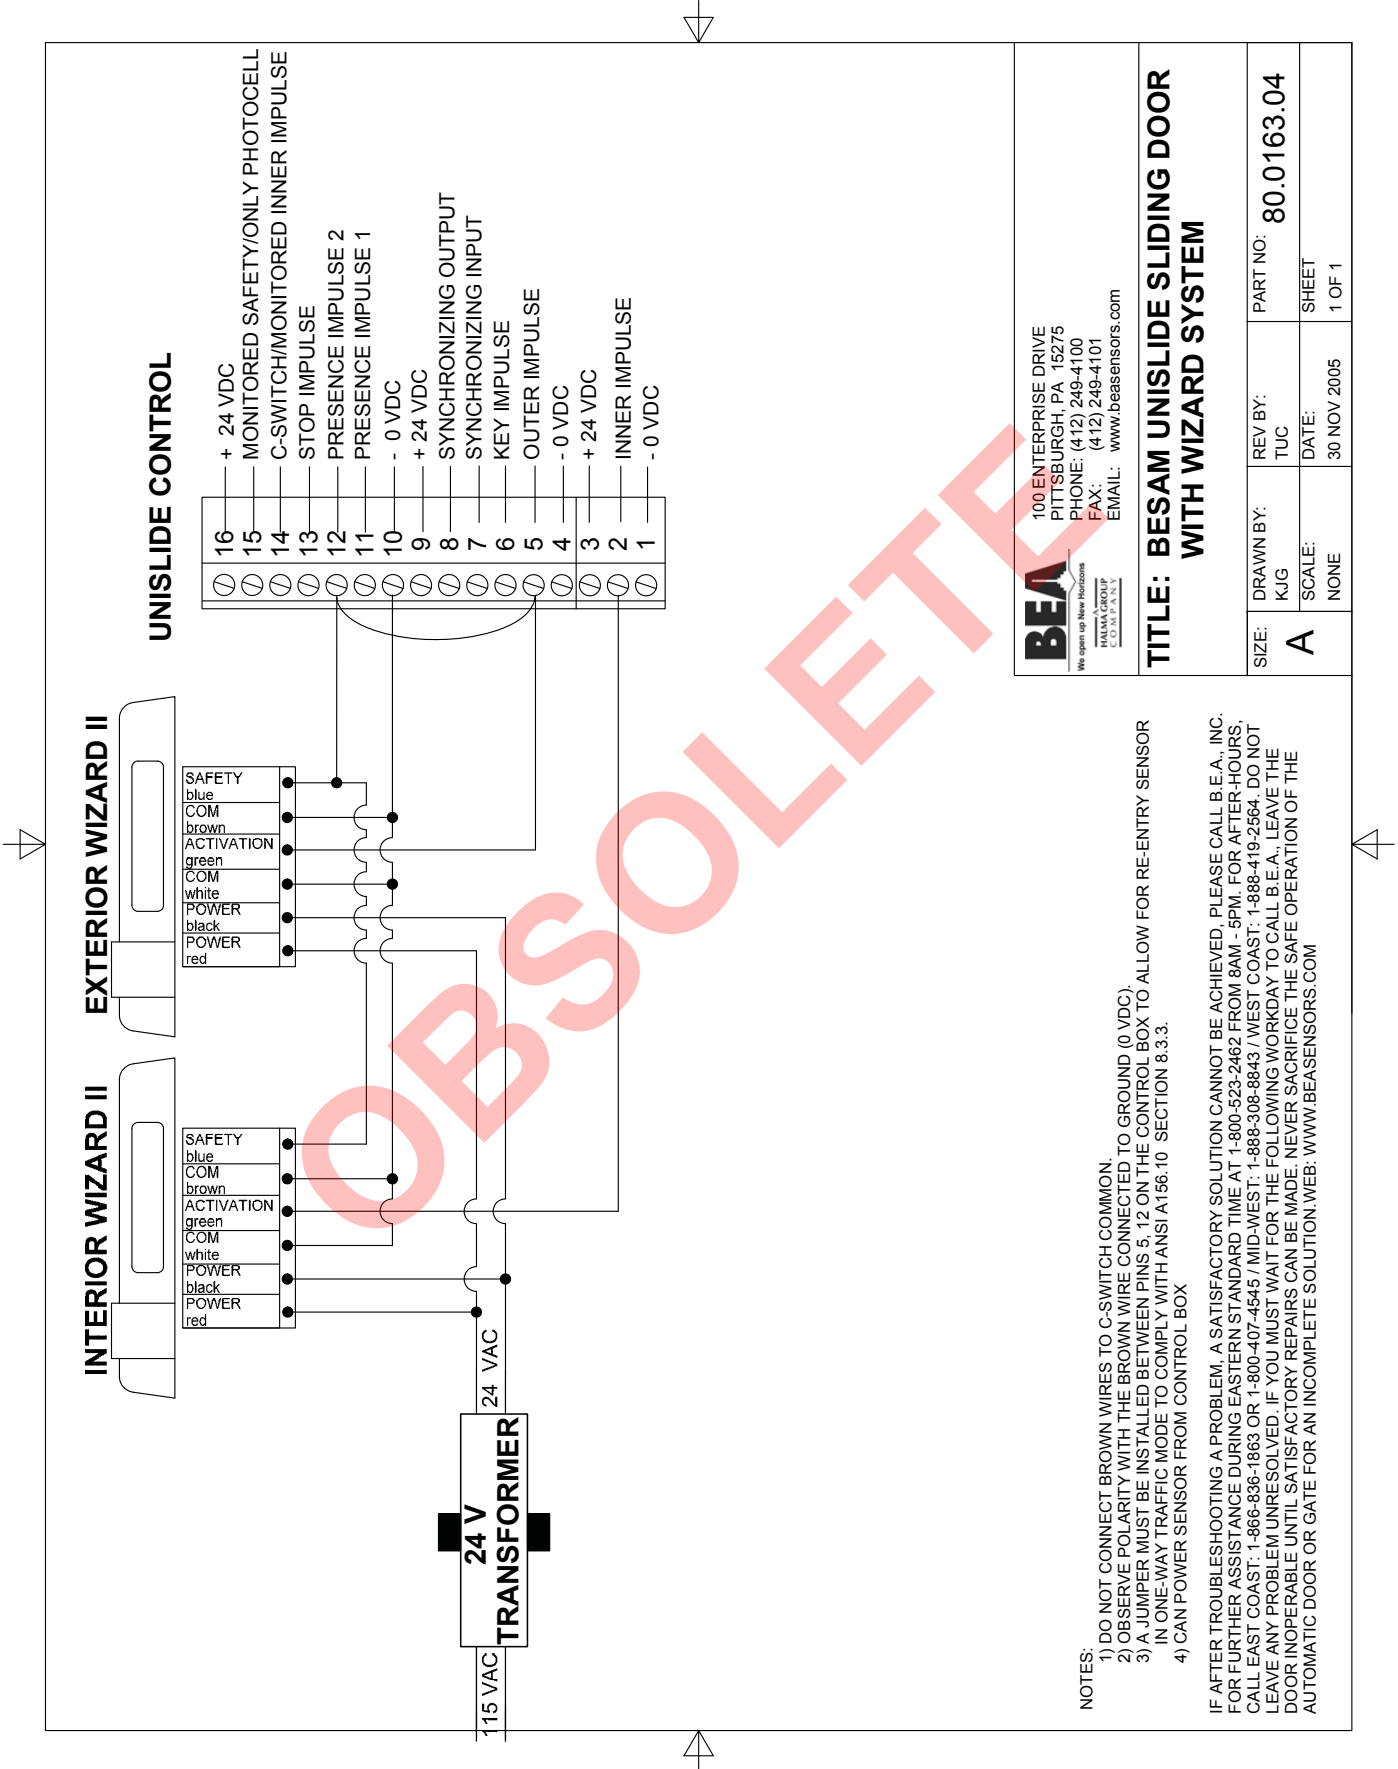 INTERIOR WIZARD II
EXTERIOR WIZARD II
UNISLIDE CONTROL
SAFETY
blue
COM
brown
ACTIVATION
green
COM
white
POWER
black
POWER
red
SAFETY
blue
COM
brown
ACTIVATION
green
COM
white
POWER
black
POWER
red
16 + 24 VDC
15 MONITORED SAFETY/ONLY PHOTOCELL
14 C-SWITCH/MONITORED INNER IMPULSE
13 STOP IMPULSE
12 PRESENCE IMPULSE 2
11 PRESENCE IMPULSE 1
10 - 0 VDC
9 + 24 VDC
8 SYNCHRONIZING OUTPUT
7 SYNCHRONIZING INPUT
6 KEY IMPULSE
5 OUTER IMPULSE
4 - 0 VDC
3 + 24 VDC
2 INNER IMPULSE
1 - 0 VDC
115 VAC
24 V
TRANSFORMER
24 VAC
OBSOLETE
NOTES:
1) DO NOT CONNECT BROWN WIRES TO C-SWITCH COMMON.
2) OBSERVE POLARITY WITH THE BROWN WIRE CONNECTED TO GROUND (0 VDC).
3) A JUMPER MUST BE INSTALLED BETWEEN PINS 5, 12 ON THE CONTROL BOX TO ALLOW FOR RE-ENTRY SENSOR
IN ONE-WAY TRAFFIC MODE TO COMPLY WITH ANSI A156.10 SECTION 8.3.3.
4) CAN POWER SENSOR FROM CONTROL BOX
IF AFTER TROUBLESHOOTING A PROBLEM, A SATISFACTORY SOLUTION CANNOT BE ACHIEVED, PLEASE CALL B.E.A., INC.
FOR FURTHER ASSISTANCE DURING EASTERN STANDARD TIME AT 1-800-523-2462 FROM 8AM - 5PM. FOR AFTER-HOURS,
CALL EAST COAST: 1-866-836-1863 OR 1-800-407-4545 / MID-WEST: 1-888-308-8843 / WEST COAST: 1-888-419-2564. DO NOT
LEAVE ANY PROBLEM UNRESOLVED. IF YOU MUST WAIT FOR THE FOLLOWING WORKDAY TO CALL B.E.A., LEAVE THE
DOOR INOPERABLE UNTIL SATISFACTORY REPAIRS CAN BE MADE. NEVER SACRIFICE THE SAFE OPERATION OF THE
AUTOMATIC DOOR OR GATE FOR AN INCOMPLETE SOLUTION.WEB: WWW.BEASENSORS.COM
BEA
We open up New Horizons
A
HALMA GROUP
COMPANY
100 ENTERPRISE DRIVE
PITTSBURGH, PA 15275
PHONE: (412) 249-4100
FAX: (412) 249-4101
EMAIL: www.beasensors.com
TITLE: BESAM UNISLIDE SLIDING DOOR
WITH WIZARD SYSTEM
SIZE:
A
DRAWN BY:
KJG
REV BY:
TUC
PART NO:
80.0163.04
SCALE:
NONE
DATE:
30 NOV 2005
SHEET
1 OF 1